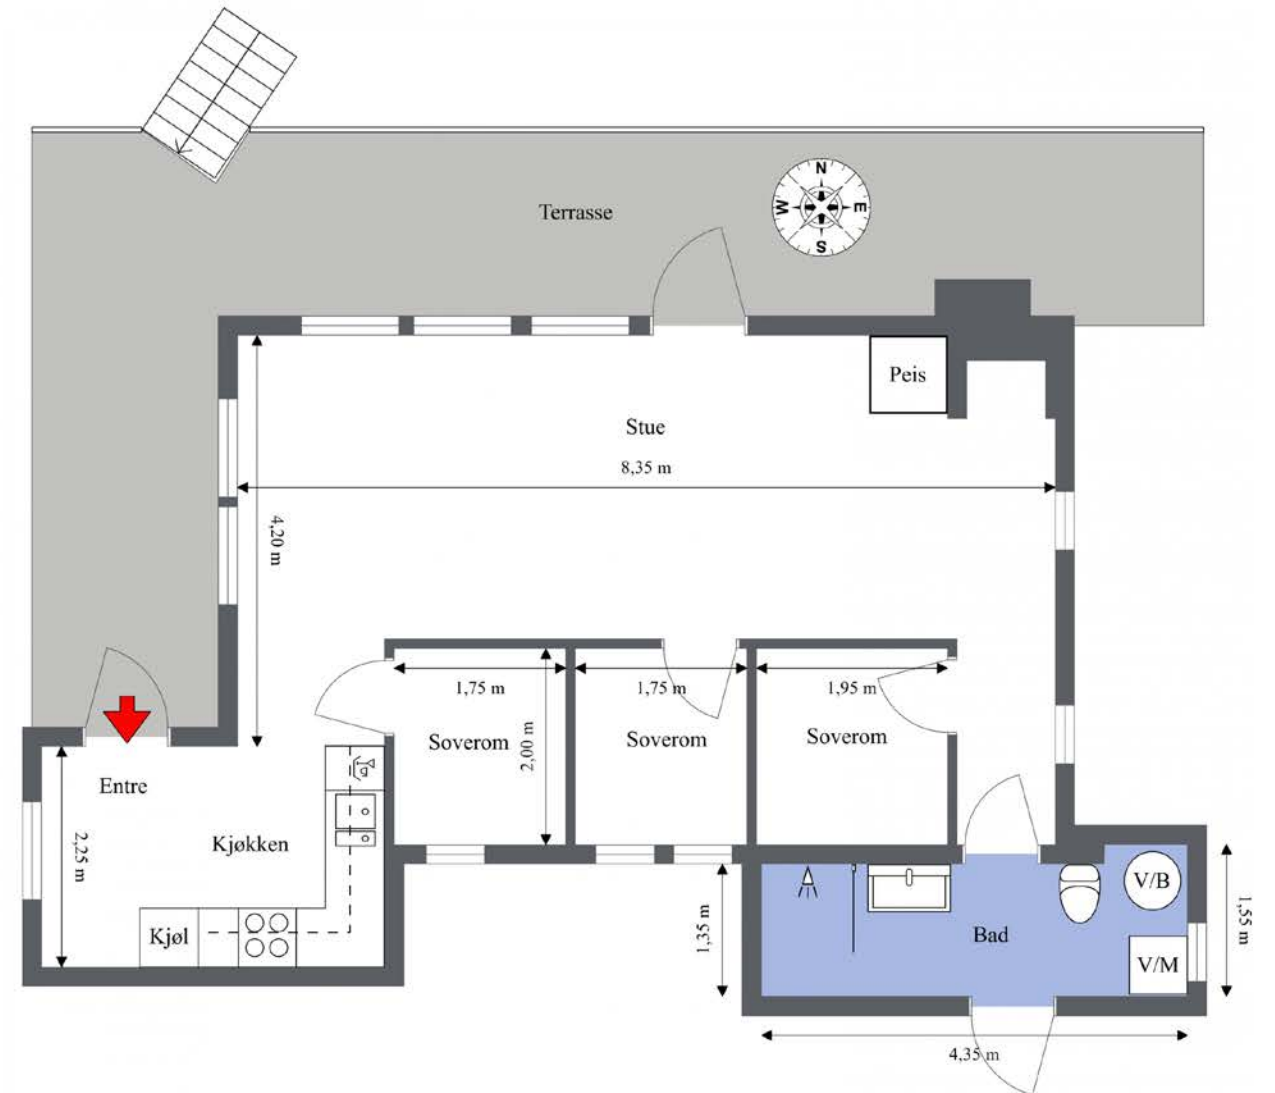 N
W
E
S
Terrasse
Peis
Stue
8,35 m
4,20 m
1,75 m
1,75 m
1,95 m
Soverom
2,00 m
Soverom
Soverom
Entre
2,25 m
Kjøkken
Kjøl
1,35 m
Bad
V/B
V/M
1,55 m
4,35 m